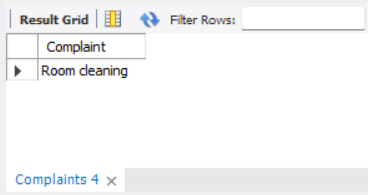 Result Grid Filter Rows:
Complaint
Room cleaning
Complaints 4